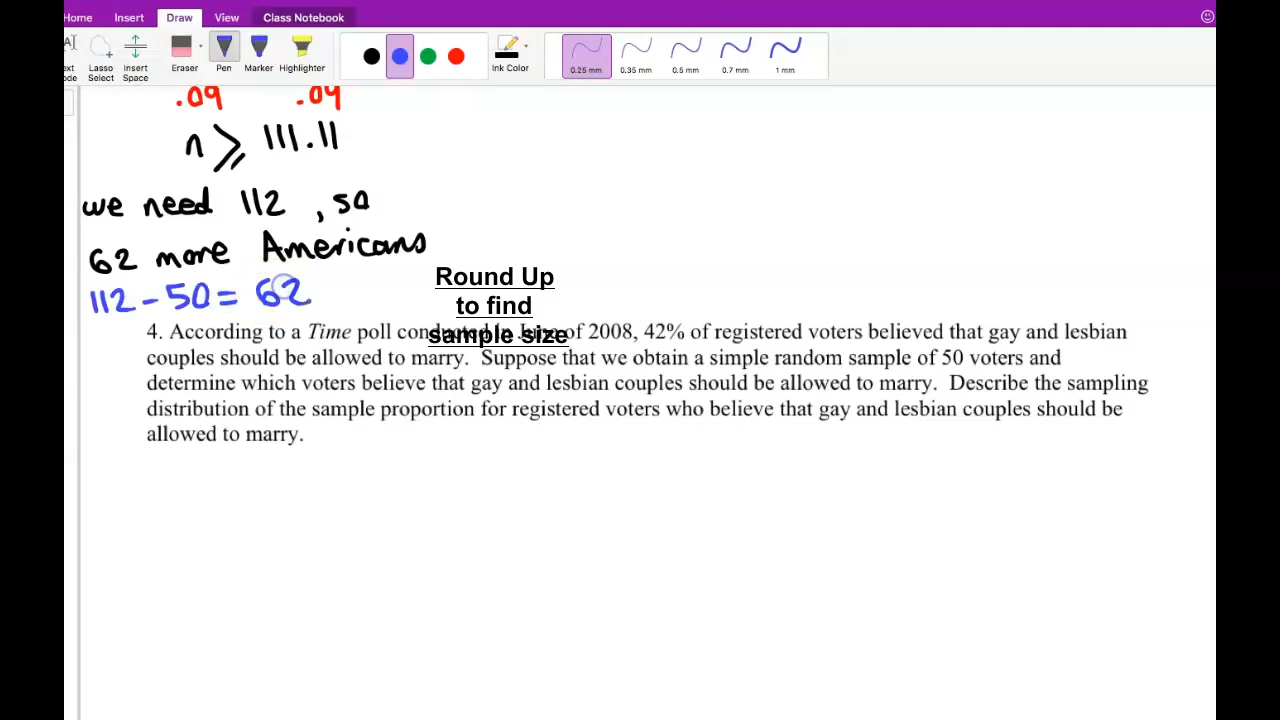 Home Insert Draw View Class Notebook
Lasso Select
Insert Space
Eraser
Pen
Marker
Highlighter
Ink Color
0.25 mm 0.35 mm 0.5 mm 0.7 mm 1 mm
.09 .09
n ≥ 111.11
we need 112 , so
62 more Americans
112 - 50 = 62
Round Up
to find
sample size
4. According to a Time poll conducted in June of 2008, 42% of registered voters believed that gay and lesbian
couples should be allowed to marry. Suppose that we obtain a simple random sample of 50 voters and
determine which voters believe that gay and lesbian couples should be allowed to marry. Describe the sampling
distribution of the sample proportion for registered voters who believe that gay and lesbian couples should be
allowed to marry.